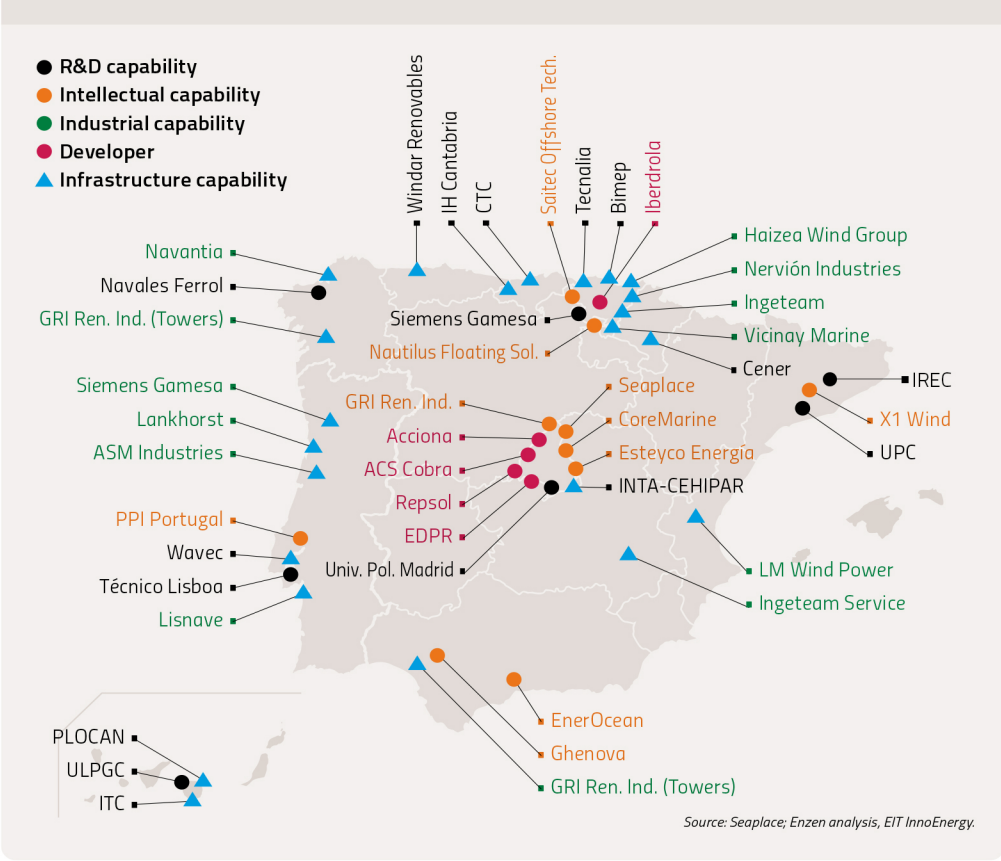 R&D capability
Intellectual capability
Industrial capability
Developer
Infrastructure capability
Windar Renovables
IH Cantabria
CTC
Saitec Offshore Tech.
Tecnalia
Bimep
Iberdrola
Navantia
Navales Ferrol
GRI Ren. Ind. (Towers)
Siemens Gamesa
Lankhorst
ASM Industries
PPI Portugal
Wavec
Técnico Lisboa
Lisnave
Siemens Gamesa
Nautilus Floating Sol.
GRI Ren. Ind.
Acciona
ACS Cobra
Repsol
EDPR
Univ. Pol. Madrid
Seaplace
CoreMarine
Esteyco Energía
INTA-CEHIPAR
Haizea Wind Group
Nervión Industries
Ingeteam
Vicinay Marine
Cener
IREC
X1 Wind
UPC
LM Wind Power
Ingeteam Service
EnerOcean
Ghenova
GRI Ren. Ind. (Towers)
PLOCAN
ULPGC
ITC
Source: Seaplace; Enzen analysis, EIT InnoEnergy.